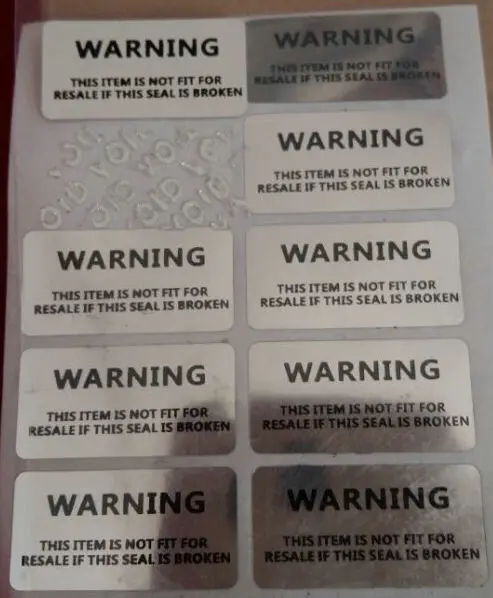 WARNING
THIS ITEM IS NOT FIT FOR
RESALE IF THIS SEAL IS BROKEN
WARNING
THIS ITEM IS NOT FIT FOR
RESALE IF THIS SEAL IS BROKEN
VOID VOID
VOID VOID
VOID
WARNING
THIS ITEM IS NOT FIT FOR
RESALE IF THIS SEAL IS BROKEN
WARNING
THIS ITEM IS NOT FIT FOR
RESALE IF THIS SEAL IS BROKEN
WARNING
THIS ITEM IS NOT FIT FOR
RESALE IF THIS SEAL IS BROKEN
WARNING
THIS ITEM IS NOT FIT FOR
RESALE IF THIS SEAL IS BROKEN
WARNING
THIS ITEM IS NOT FIT FOR
RESALE IF THIS SEAL IS BROKEN
WARNING
THIS ITEM IS NOT FIT FOR
RESALE IF THIS SEAL IS BROKEN
WARNING
THIS ITEM IS NOT FIT FOR
RESALE IF THIS SEAL IS BROKEN